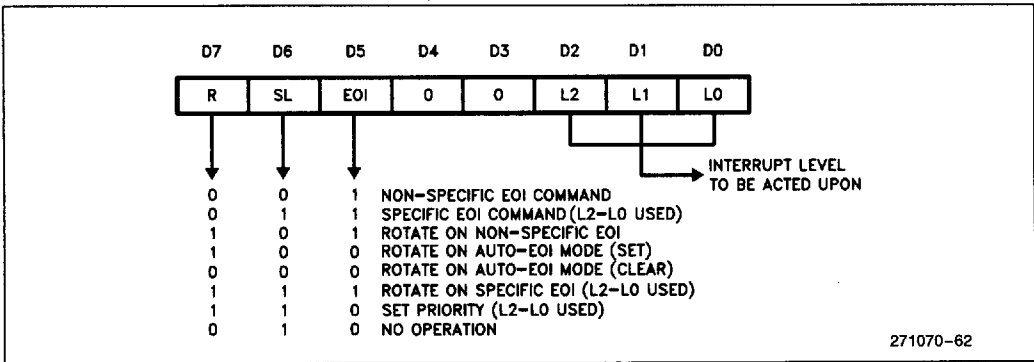 D7 D6 D5 D4 D3 D2 D1 D0
R SL EOI 0 0 L2 L1 L0
INTERRUPT LEVEL
TO BE ACTED UPON
0 0 1 NON-SPECIFIC EOI COMMAND
0 1 1 SPECIFIC EOI COMMAND (L2-L0 USED)
1 0 1 ROTATE ON NON-SPECIFIC EOI
1 0 0 ROTATE ON AUTO-EOI MODE (SET)
0 0 0 ROTATE ON AUTO-EOI MODE (CLEAR)
1 1 1 ROTATE ON SPECIFIC EOI (L2-L0 USED)
1 1 0 SET PRIORITY (L2-L0 USED)
0 1 0 NO OPERATION
271070-62